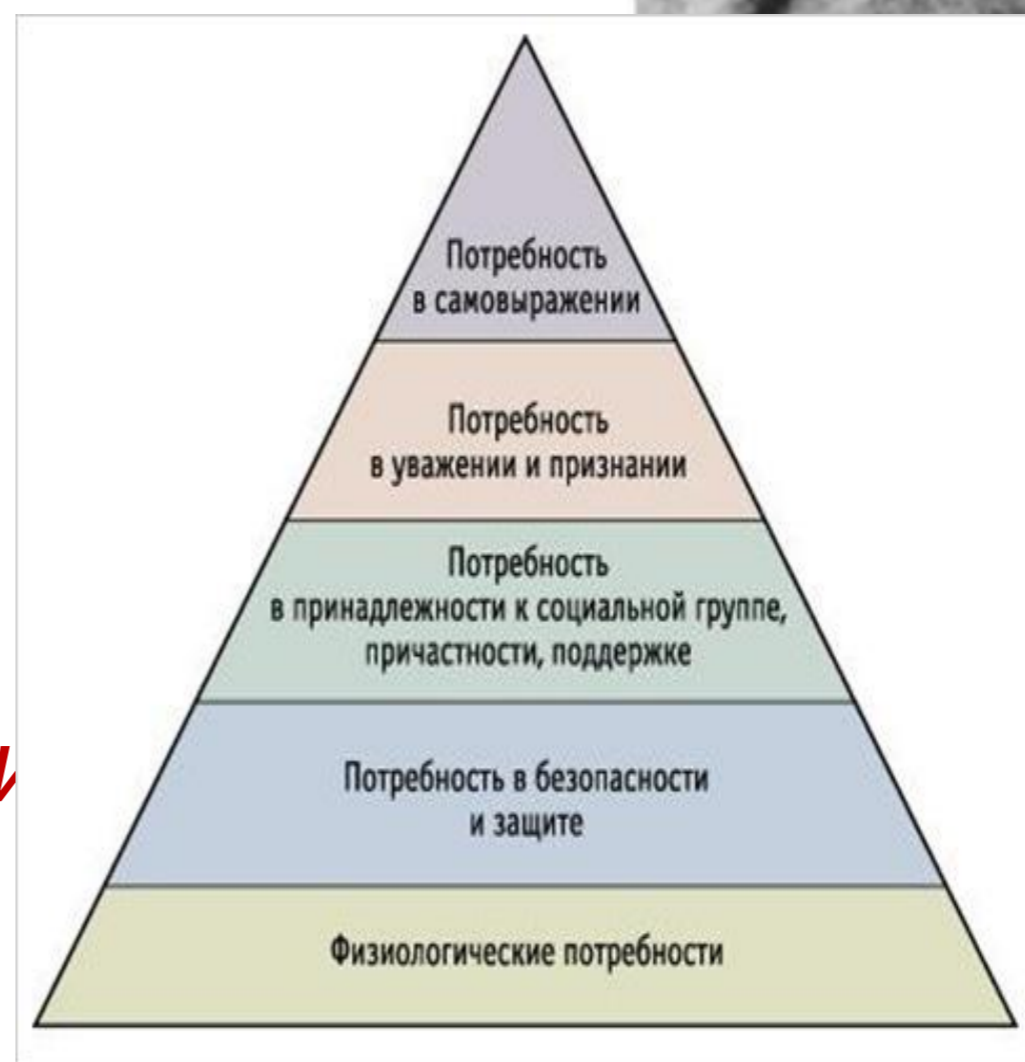 Потребность
в самовыражении
Потребность
в уважении и признании
Потребность
в принадлежности к социальной группе,
причастности, поддержке
Потребность в безопасности
и защите
Физиологические потребности